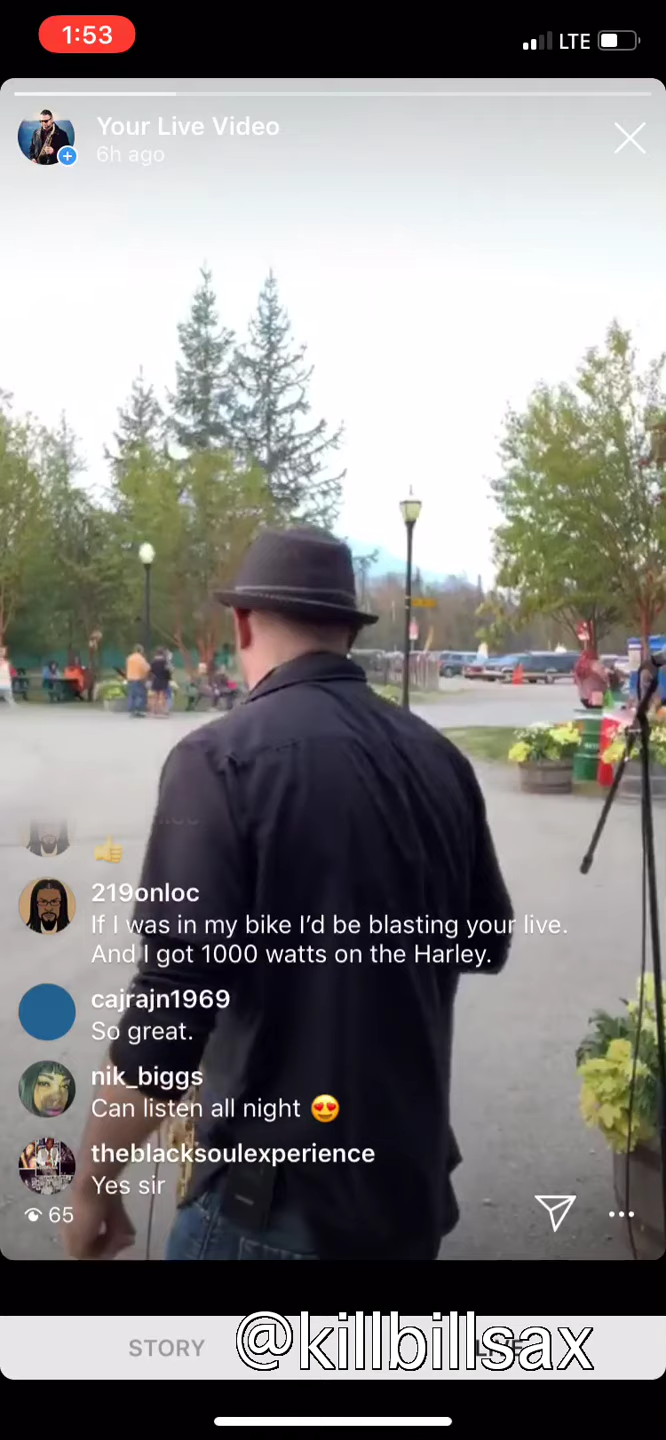 1:53
LTE
Your Live Video
6h ago
219onloc
If I was in my bike I'd be blasting your live.
And I got 1000 watts on the Harley.
cajrajn1969
So great.
nik_biggs
Can listen all night 😍
theblacksoulexperience
Yes sir
65
STORY
LIVE
@killbillsax